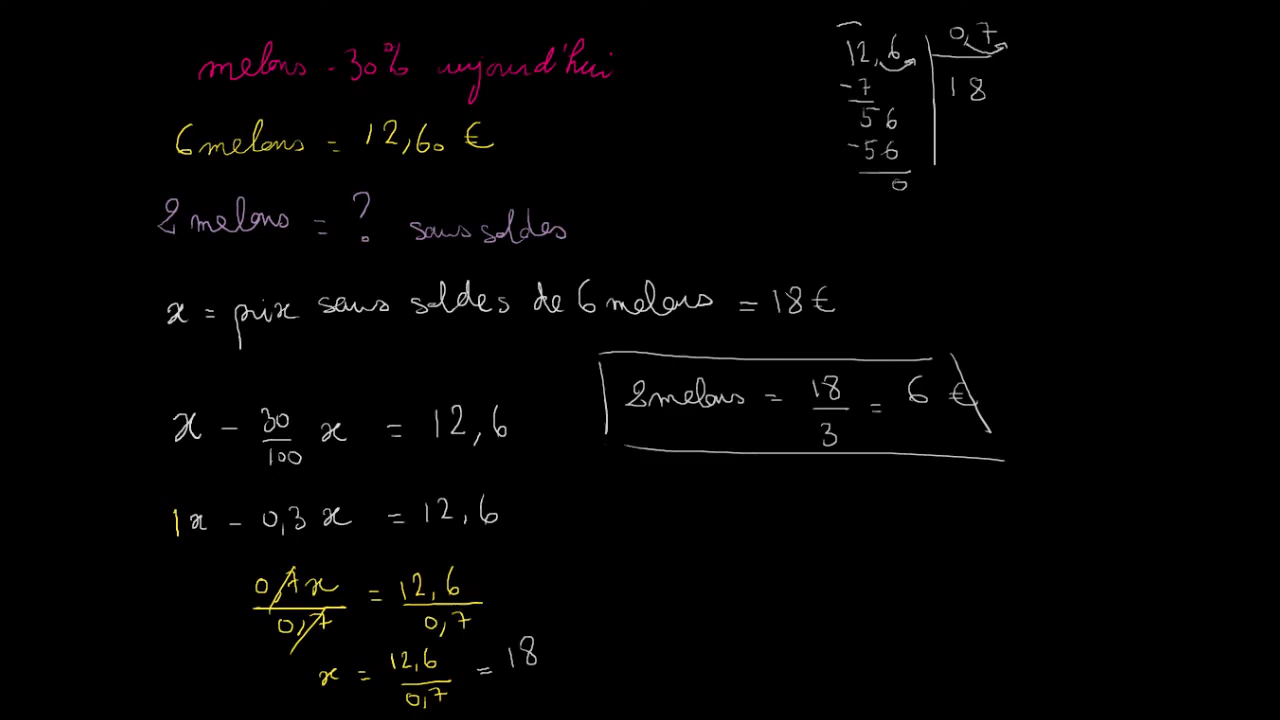 melons - 30% aujourd'hui
6 melons = 12,60 €
2 melons = ? sans soldes
x = prix sans soldes de 6 melons = 18 €
x - 30/100 x = 12,6
1x - 0,3 x = 12,6
0,7x/0,7 = 12,6/0,7
x = 12,6/0,7 = 18
2 melons = 18/3 = 6 €
12,6 | 0,7
-7 | 18
56
-56
0